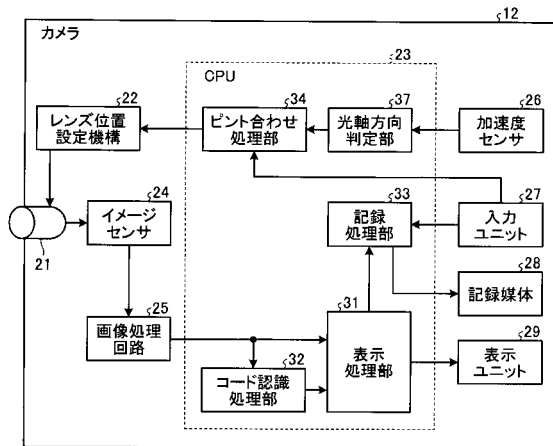 12
カメラ
23
CPU
22
レンズ位置
設定機構
34
ピント合わせ
処理部
37
光軸方向
判定部
26
加速度
センサ
24
イメージ
センサ
21
33
記録
処理部
27
入力
ユニット
28
記録媒体
25
画像処理
回路
31
表示
処理部
29
表示
ユニット
32
コード認識
処理部